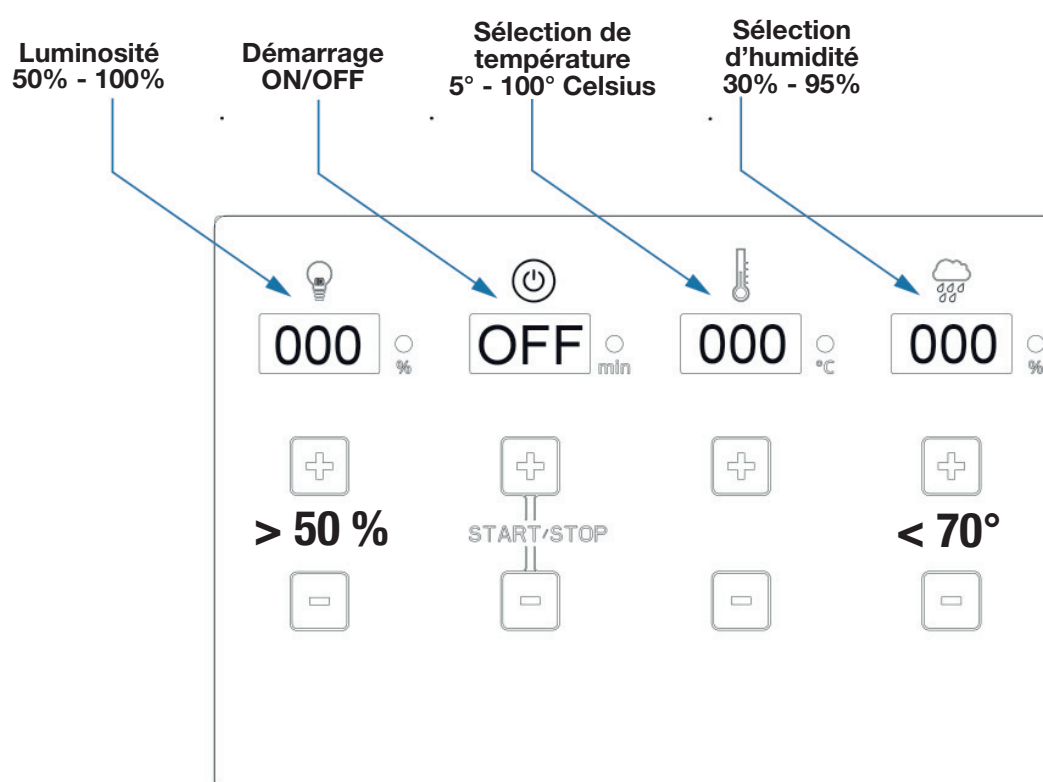 Luminosité
50% - 100%
Démarrage
ON/OFF
Sélection de
température
5° - 100° Celsius
Sélection
d’humidité
30% - 95%
000
%
OFF
min
000
°C
000
%
> 50 %
START/STOP
< 70°